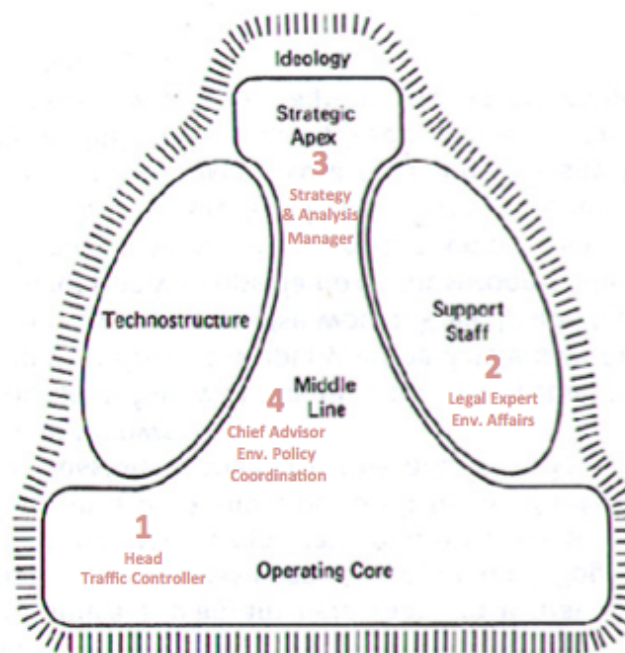 Ideology
Strategic
Apex
3
Strategy
& Analysis
Manager
Technostructure
Support
Staff
2
Legal Expert
Env. Affairs
Middle
Line
4
Chief Advisor
Env. Policy
Coordination
1
Head
Traffic Controller
Operating Core